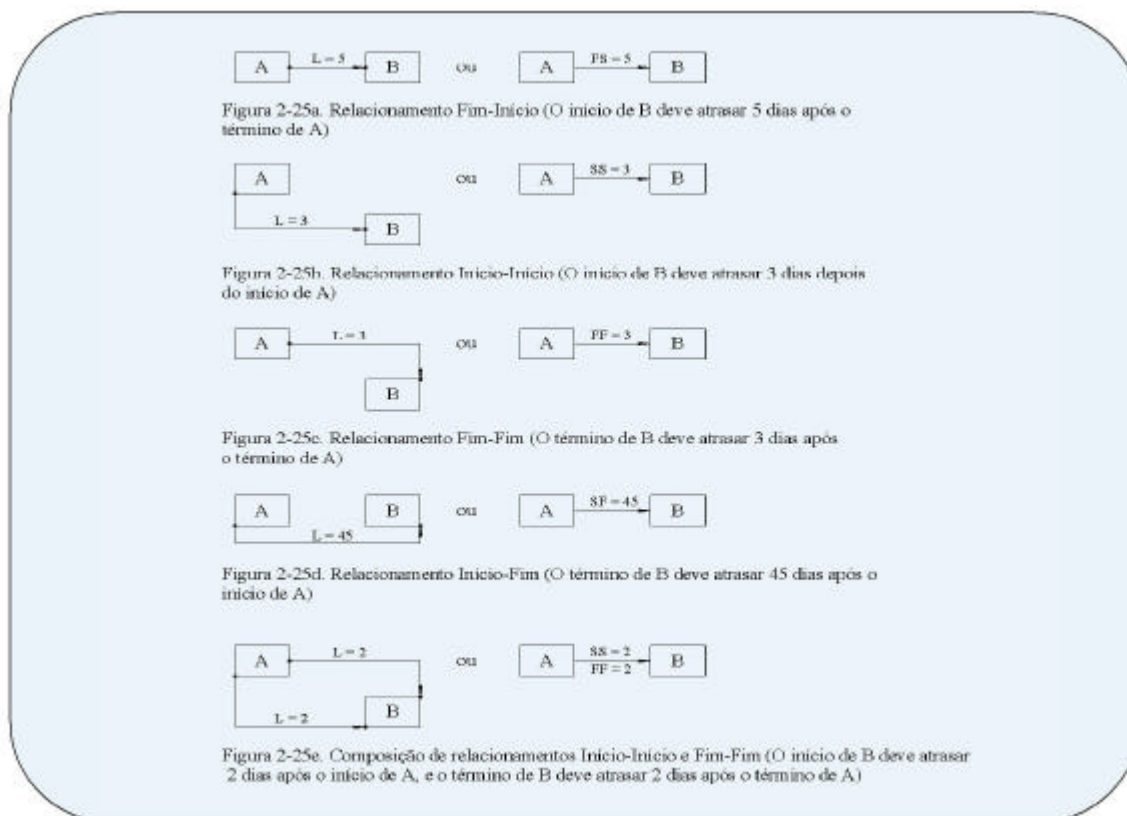 A L = 5 B ou A FS = 5 B
Figura 2-25a. Relacionamento Fim-Início (O início de B deve atrasar 5 dias após o
término de A)
A ou A SS = 3 B
L = 3 B
Figura 2-25b. Relacionamento Início-Início (O início de B deve atrasar 3 dias depois
do início de A)
A L = 3 ou A FF = 3 B
B
Figura 2-25c. Relacionamento Fim-Fim (O término de B deve atrasar 3 dias após
o término de A)
A B ou A SF = 45 B
L = 45
Figura 2-25d. Relacionamento Início-Fim (O término de B deve atrasar 45 dias após o
início de A)
A L = 2 ou A SS = 2 B
FF = 2
L = 2 B
Figura 2-25e. Composição de relacionamentos Início-Início e Fim-Fim (O início de B deve atrasar
2 dias após o início de A, e o término de B deve atrasar 2 dias após o término de A)